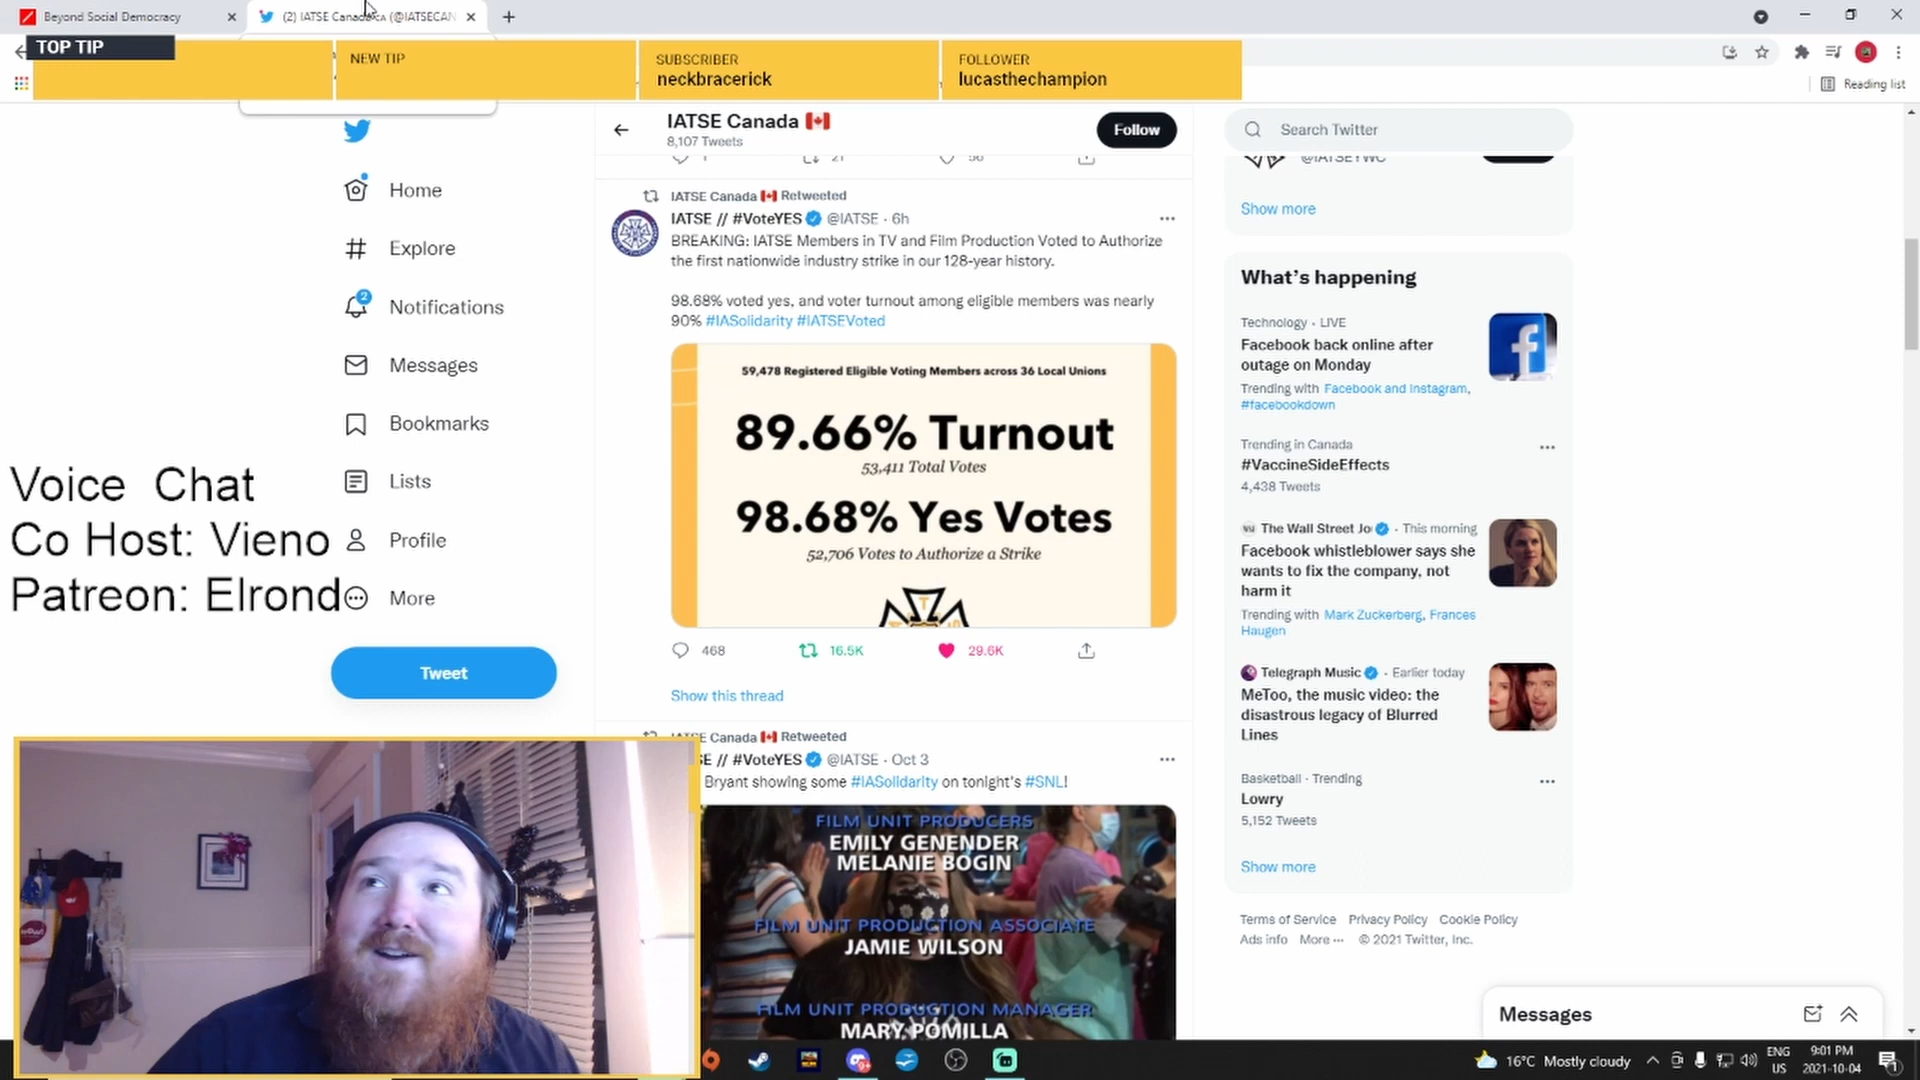 Beyond Social Democracy
(2) IATSE Canada
(@IATSECAN
TOP TIP
NEW TIP
SUBSCRIBER
neckbracerick
FOLLOWER
lucasthechampion
Reading list
IATSE Canada
8,107 Tweets
Follow
Search Twitter
1 21 56
@IATSEYWC
Show more
Home
Explore
2
Notifications
Messages
Bookmarks
Lists
Profile
More
Tweet
Voice Chat
Co Host: Vieno
Patreon: Elrond
IATSE Canada Retweeted
IATSE // #VoteYES @IATSE · 6h
BREAKING: IATSE Members in TV and Film Production Voted to Authorize
the first nationwide industry strike in our 128-year history.
98.68% voted yes, and voter turnout among eligible members was nearly
90% #IASolidarity #IATSEVoted
59,478 Registered Eligible Voting Members across 36 Local Unions
89.66% Turnout
53,411 Total Votes
98.68% Yes Votes
52,706 Votes to Authorize a Strike
468 16.5K 29.6K
Show this thread
IATSE Canada Retweeted
SE // #VoteYES @IATSE · Oct 3
Bryant showing some #IASolidarity on tonight's #SNL!
FILM UNIT PRODUCERS
EMILY GENENDER
MELANIE BOGIN
FILM UNIT PRODUCTION ASSOCIATE
JAMIE WILSON
FILM UNIT PRODUCTION MANAGER
MARY POMILLA
What's happening
Technology · LIVE
Facebook back online after
outage on Monday
Trending with Facebook and Instagram,
#facebookdown
Trending in Canada
#VaccineSideEffects
4,438 Tweets
The Wall Street Jo · This morning
Facebook whistleblower says she
wants to fix the company, not
harm it
Trending with Mark Zuckerberg, Frances
Haugen
Telegraph Music · Earlier today
MeToo, the music video: the
disastrous legacy of Blurred
Lines
Basketball · Trending
Lowry
5,152 Tweets
Show more
Terms of Service Privacy Policy Cookie Policy
Ads info More ··· © 2021 Twitter, Inc.
Messages
16°C Mostly cloudy
ENG
US
9:01 PM
2021-10-04
1